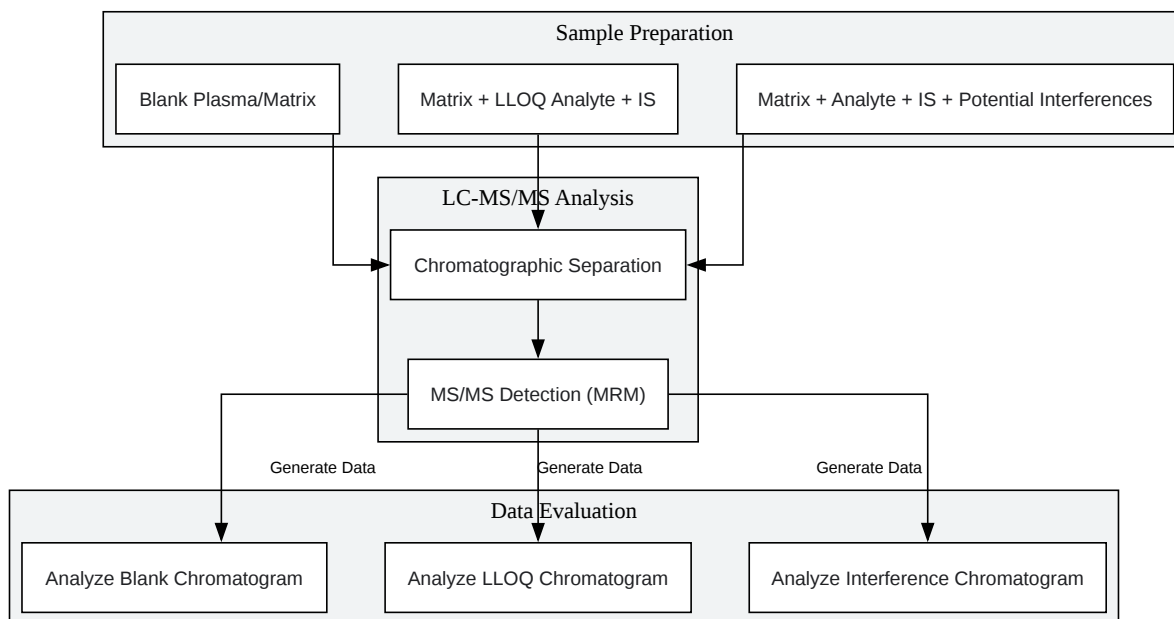 Sample Preparation
Blank Plasma/Matrix
Matrix + LLOQ Analyte + IS
Matrix + Analyte + IS + Potential Interferences
LC-MS/MS Analysis
Chromatographic Separation
MS/MS Detection (MRM)
Generate Data
Generate Data
Generate Data
Data Evaluation
Analyze Blank Chromatogram
Analyze LLOQ Chromatogram
Analyze Interference Chromatogram